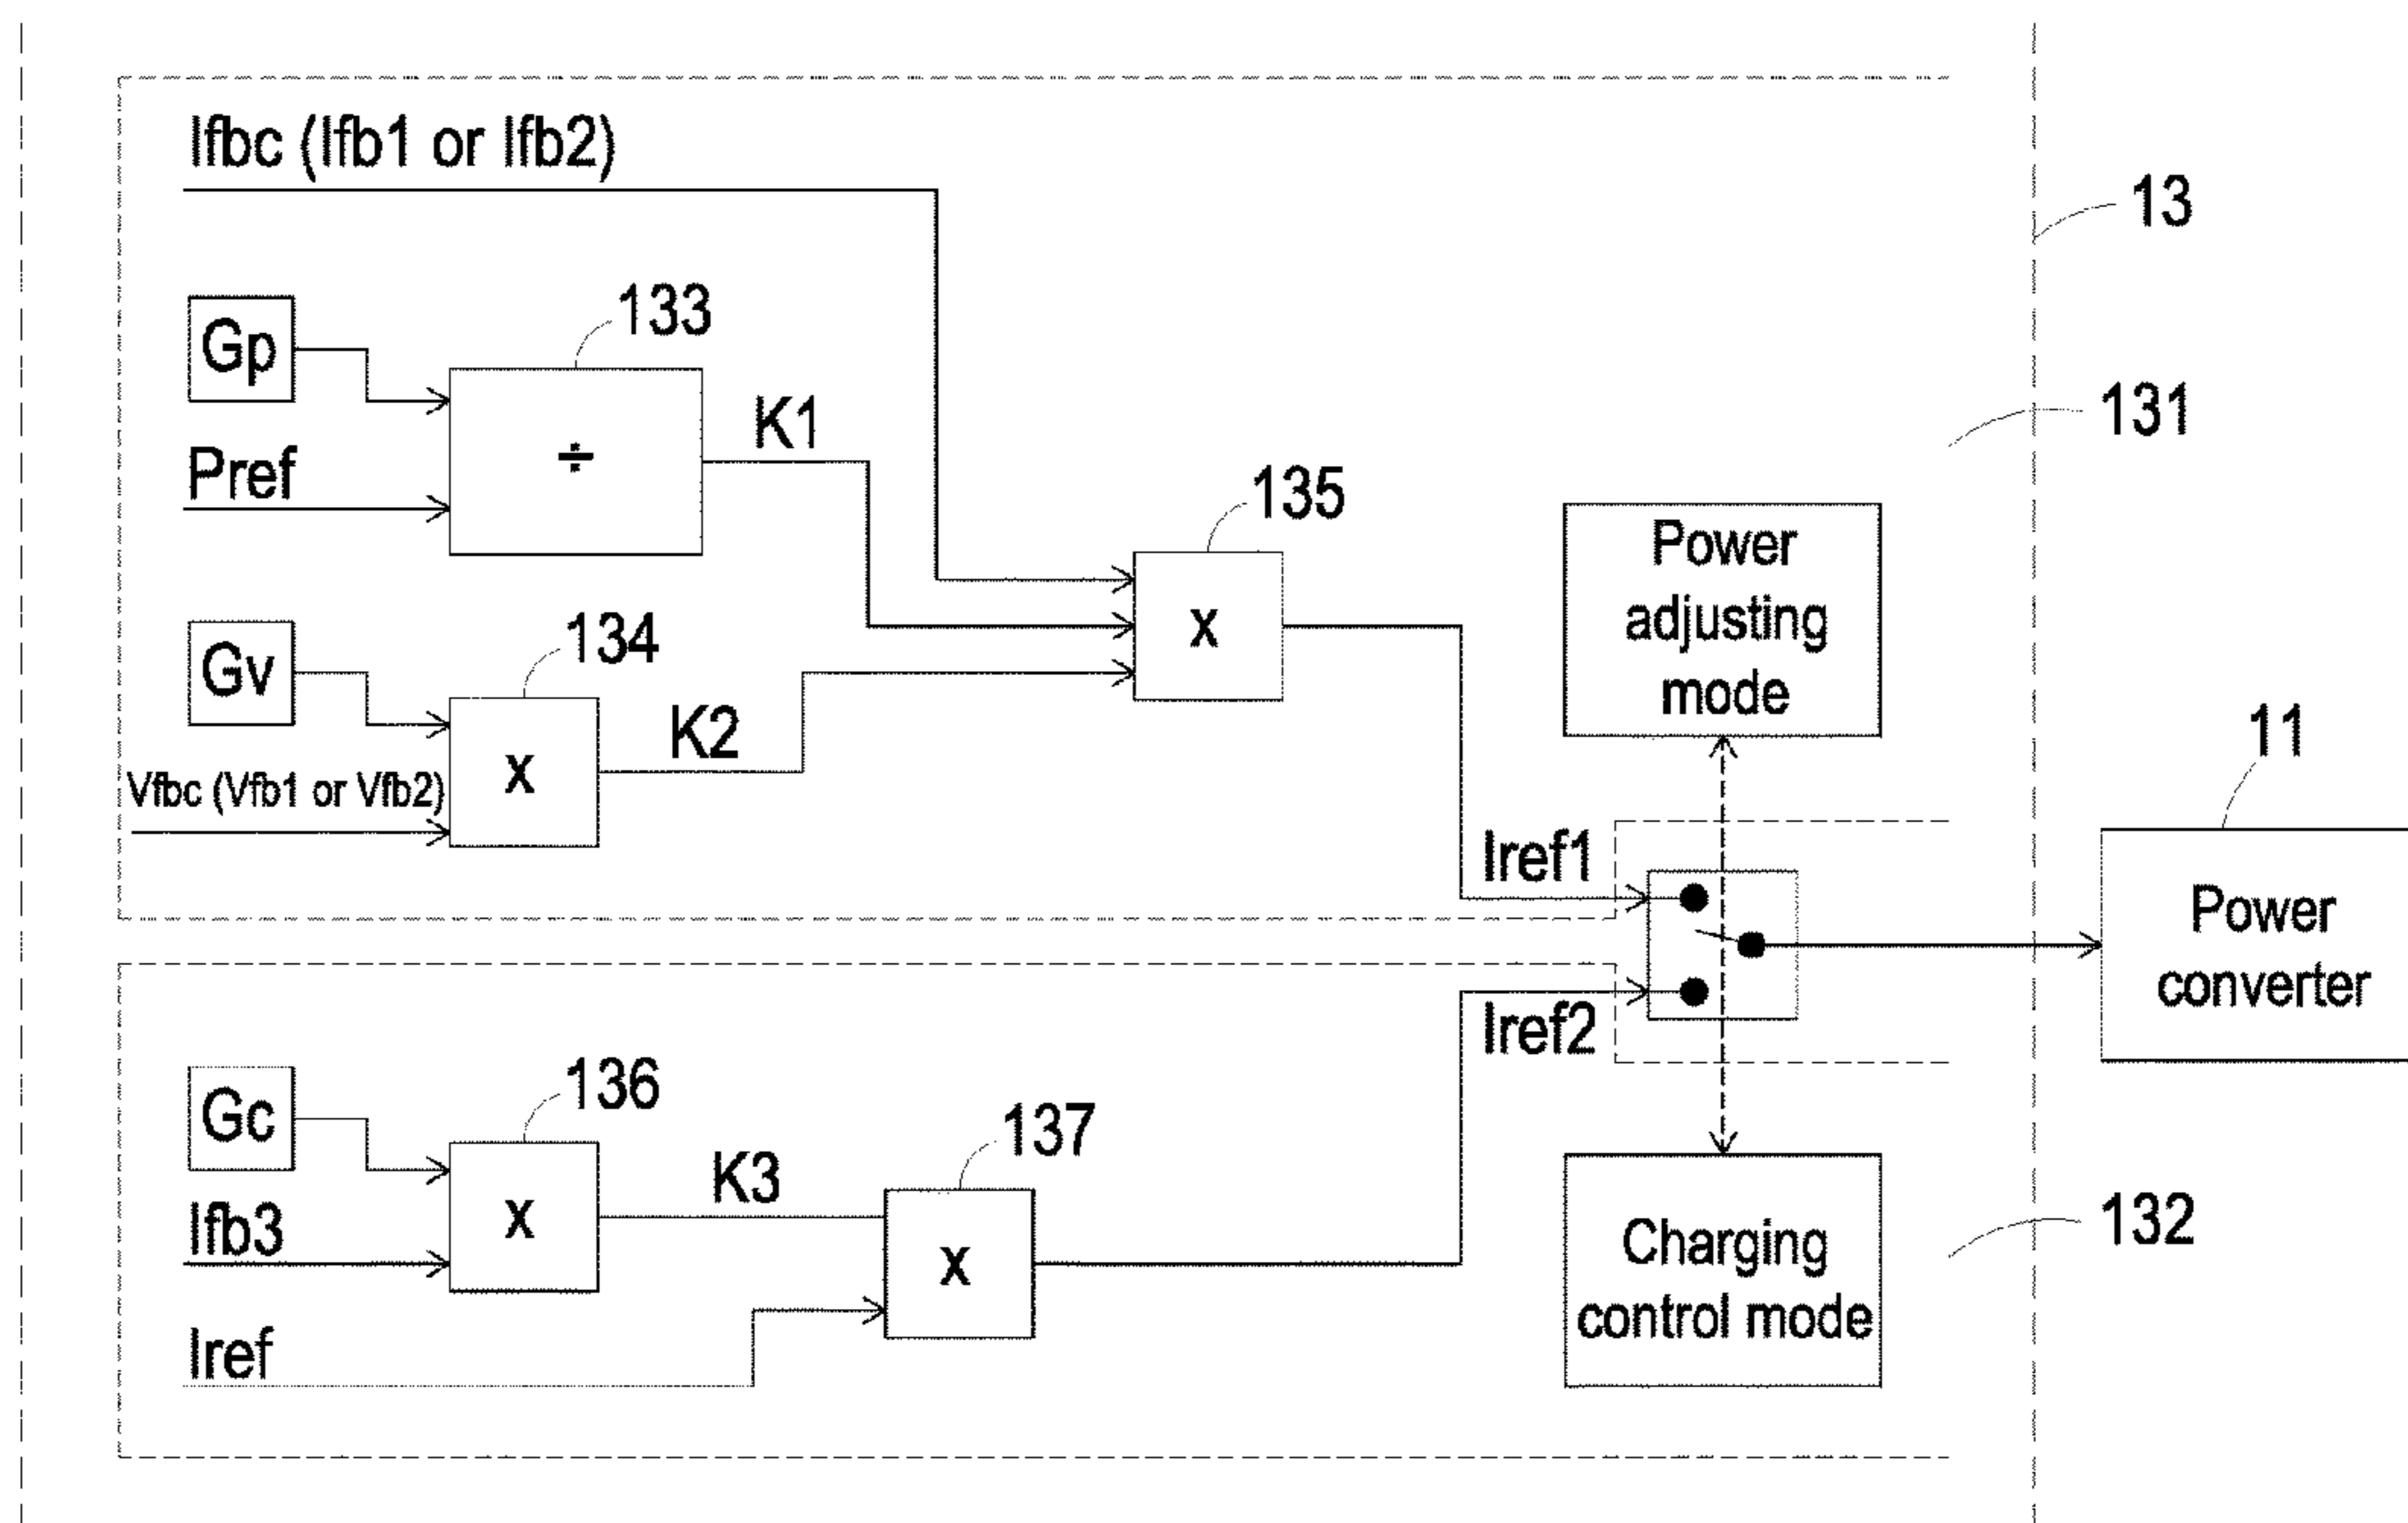 Ifbc (Ifb1 or Ifb2)
13
Gp
133
÷
K1
Pref
131
135
x
Power
adjusting
mode
Gv
134
x
K2
Vfbc (Vfb1 or Vfb2)
11
Iref1
Power
converter
Iref2
Gc
136
x
K3
137
x
Ifb3
Iref
Charging
control mode
132